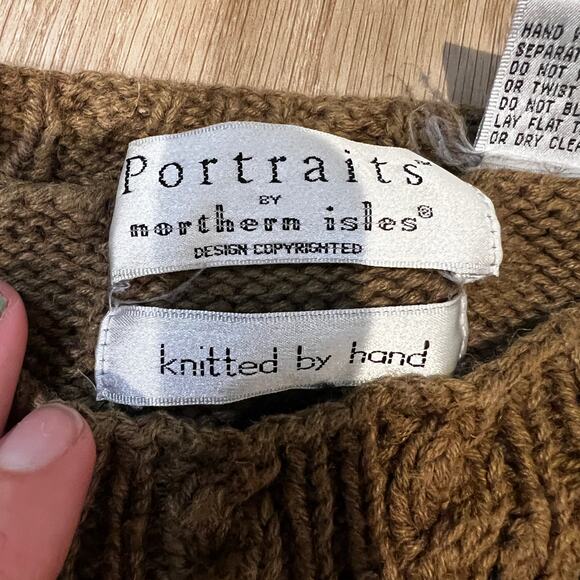 Portraits™
BY
northern isles®
DESIGN COPYRIGHTED
knitted by hand
HAND
SEPARAT
DO NOT
OR TWIST
DO NOT BL
LAY FLAT
OR DRY CLEA